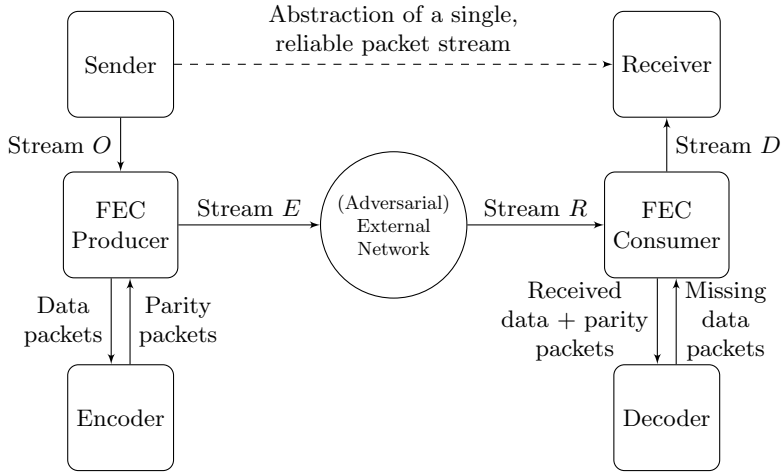 Abstraction of a single,
reliable packet stream
Sender
Receiver
Stream O
Stream D
FEC
Producer
Stream E
(Adversarial)
External
Network
Stream R
FEC
Consumer
Data
packets
Parity
packets
Received
data + parity
packets
Missing
data
packets
Encoder
Decoder